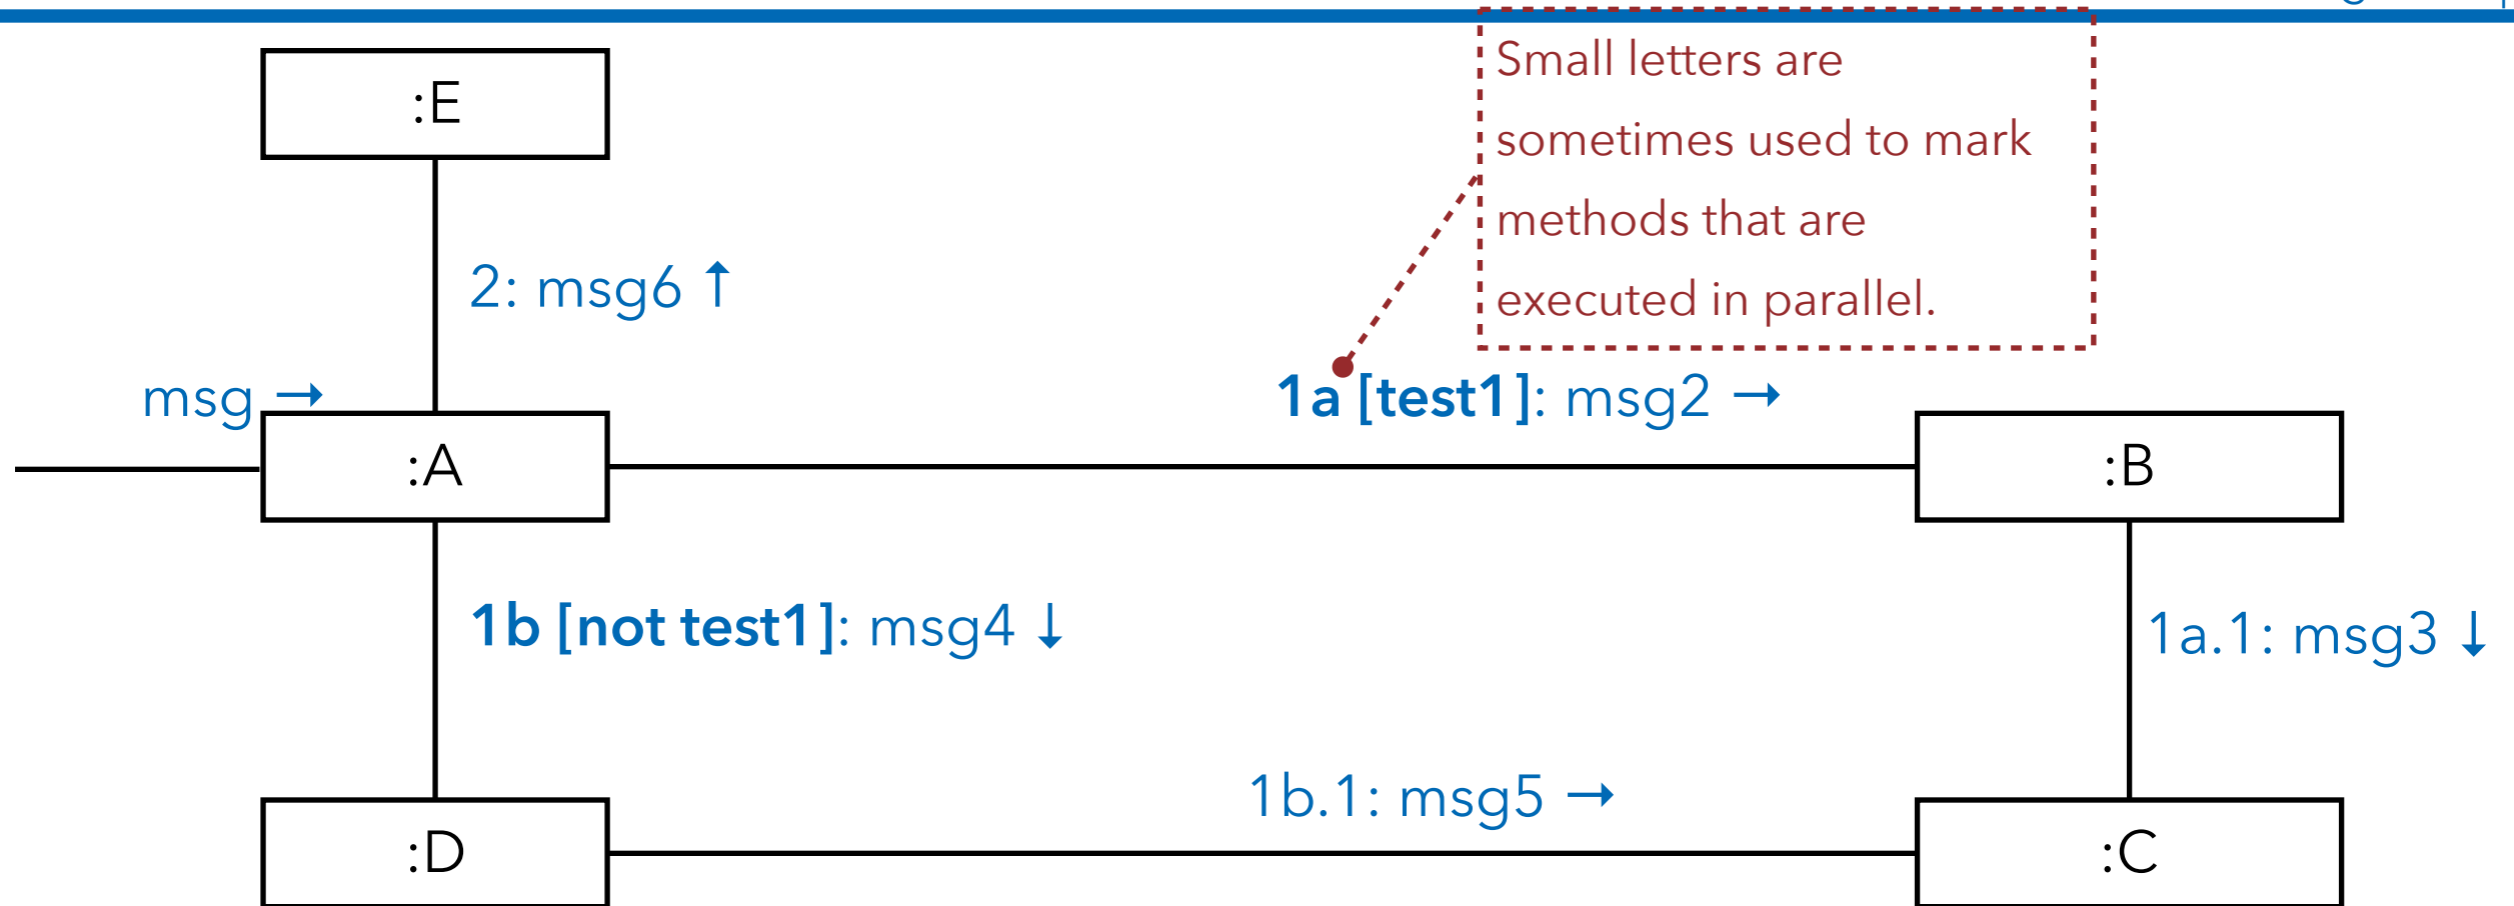 Small letters are
sometimes used to mark
methods that are
executed in parallel.
:E
2: msg6 ↑
msg →
1a [test1]: msg2 →
:A
:B
1b [not test1]: msg4 ↓
1a.1: msg3 ↓
1b.1: msg5 →
:D
:C